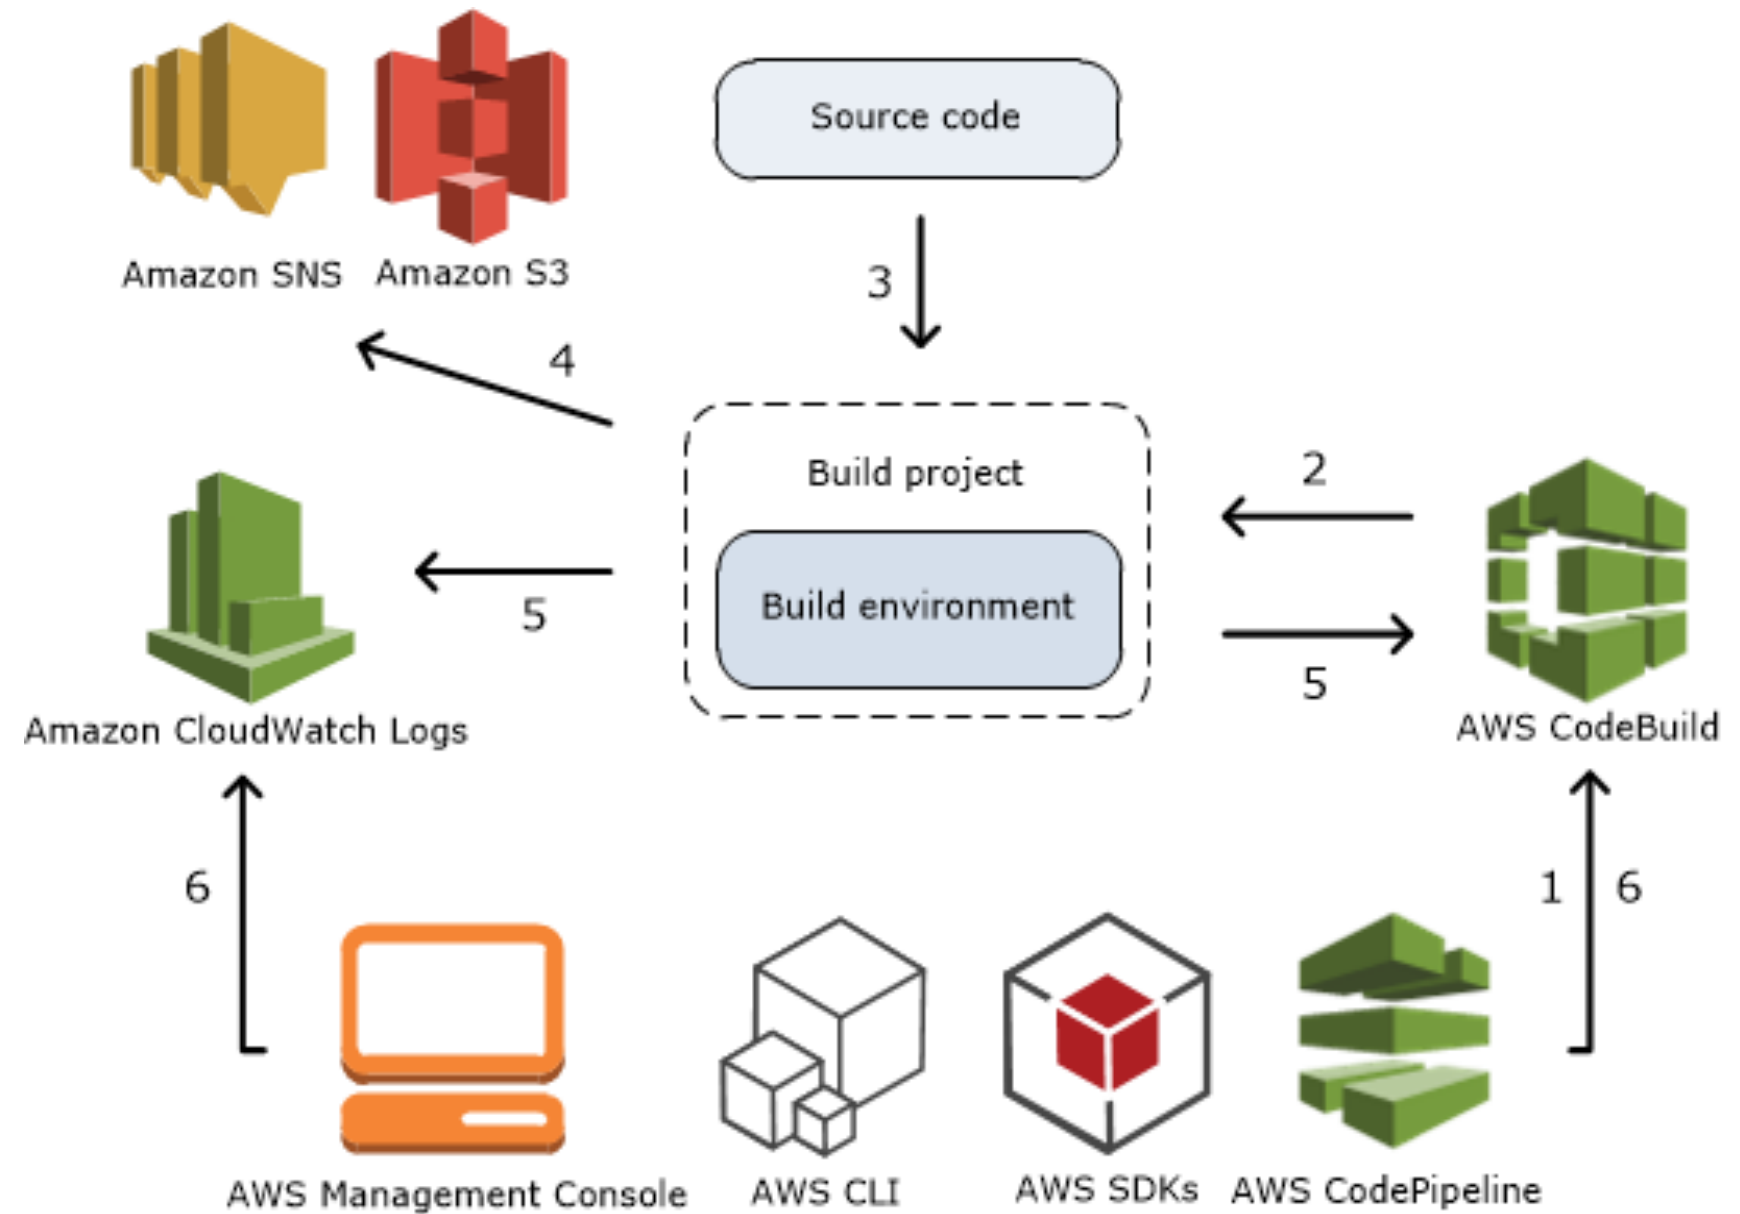 Source code
Amazon SNS
Amazon S3
3
4
Build project
2
Build environment
5
5
Amazon CloudWatch Logs
AWS CodeBuild
6
1
6
AWS Management Console
AWS CLI
AWS SDKs
AWS CodePipeline